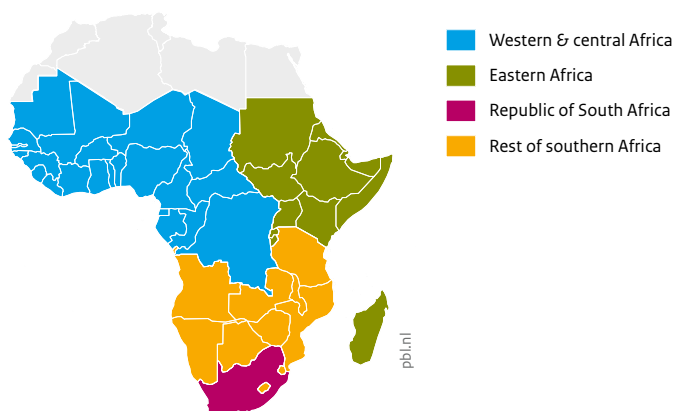 Western & central Africa
Eastern Africa
Republic of South Africa
Rest of southern Africa
pbl.nl